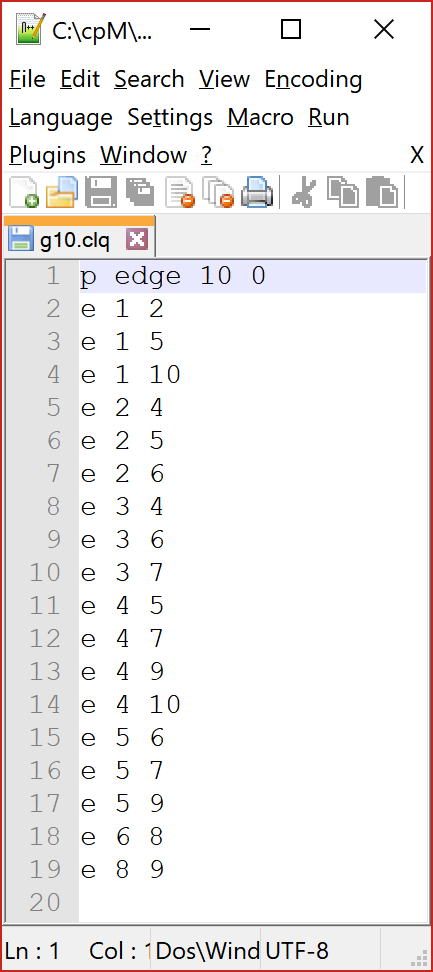 C:\cpM\...
File Edit Search View Encoding
Language Settings Macro Run
Plugins Window ? X
g10.clq
1 p edge 10 0
2 e 1 2
3 e 1 5
4 e 1 10
5 e 2 4
6 e 2 5
7 e 2 6
8 e 3 4
9 e 3 6
10 e 3 7
11 e 4 5
12 e 4 7
13 e 4 9
14 e 4 10
15 e 5 6
16 e 5 7
17 e 5 9
18 e 6 8
19 e 8 9
20
Ln : 1 Col : 1 Dos\Wind UTF-8